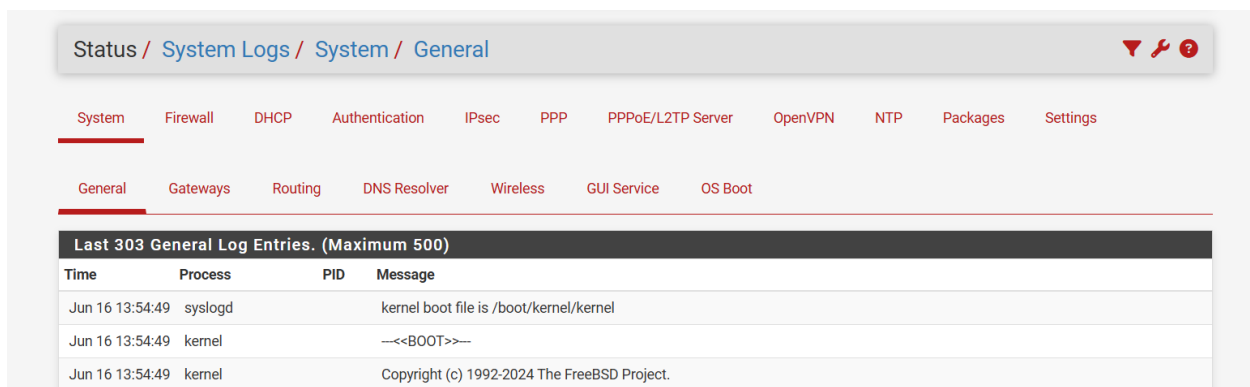 Status / System Logs / System / General
System Firewall DHCP Authentication IPsec PPP PPPoE/L2TP Server OpenVPN NTP Packages Settings
General Gateways Routing DNS Resolver Wireless GUI Service OS Boot
Last 303 General Log Entries. (Maximum 500)
Time Process PID Message
Jun 16 13:54:49 syslogd kernel boot file is /boot/kernel/kernel
Jun 16 13:54:49 kernel ---<<BOOT>>---
Jun 16 13:54:49 kernel Copyright (c) 1992-2024 The FreeBSD Project.